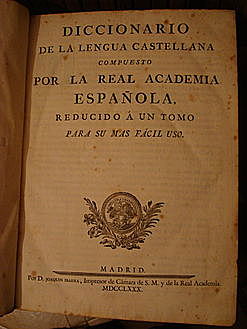 DICCIONARIO
DE LA LENGUA CASTELLANA
COMPUESTO
POR LA REAL ACADEMIA
ESPAÑOLA,
REDUCIDO Á UN TOMO
PARA SU MAS FÁCIL USO.
MADRID.
Por D. JOAQUIN IBARRA, Impresor de Cámara de S. M. y de la Real Academia.
MDCCLXXX.